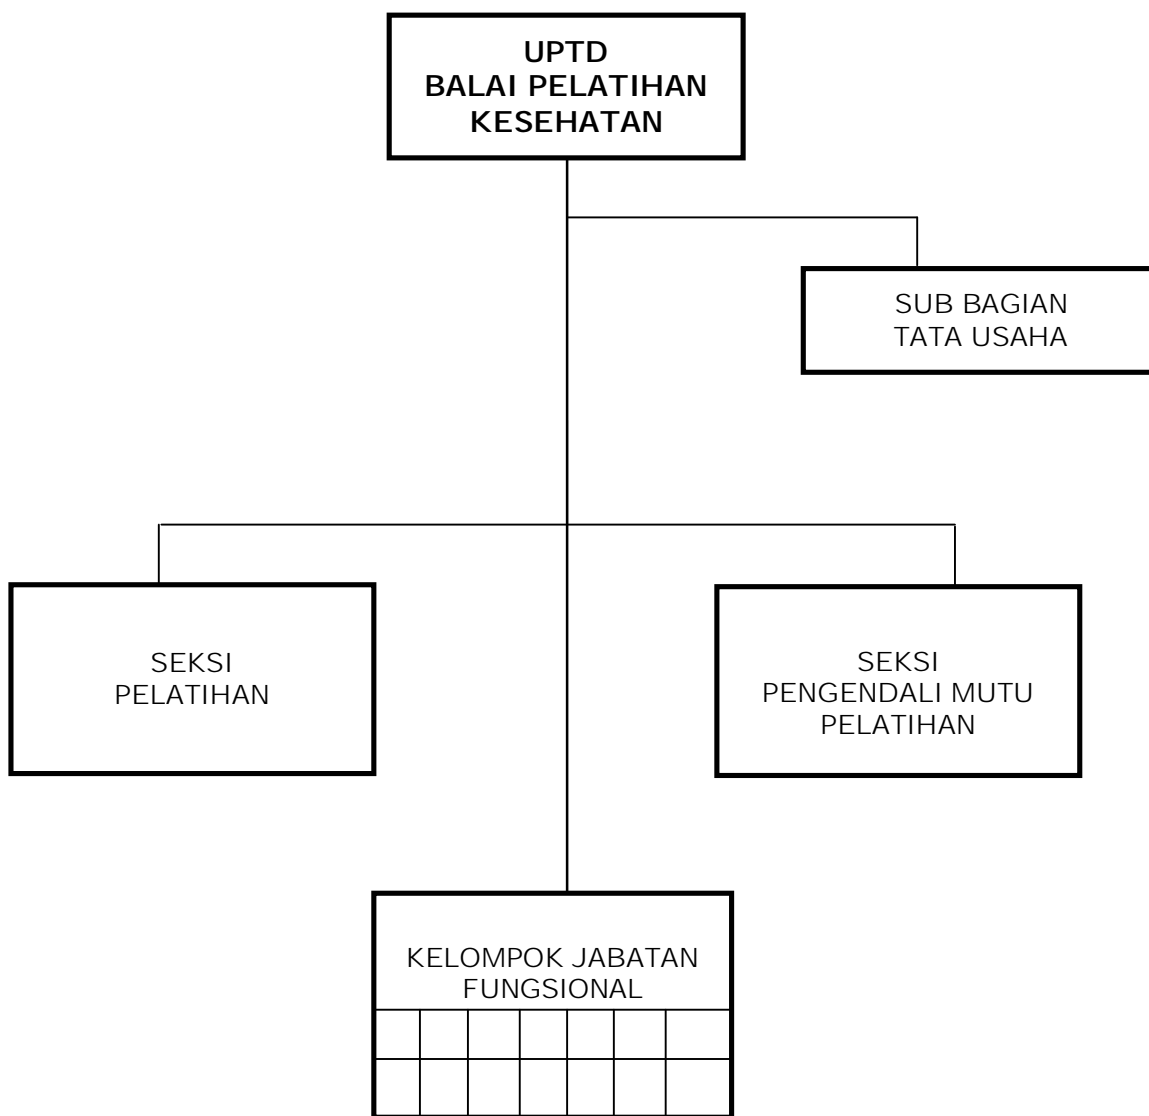 UPTD
BALAI PELATIHAN
KESEHATAN
SUB BAGIAN
TATA USAHA
SEKSI
PELATIHAN
SEKSI
PENGENDALI MUTU
PELATIHAN
KELOMPOK JABATAN
FUNGSIONAL